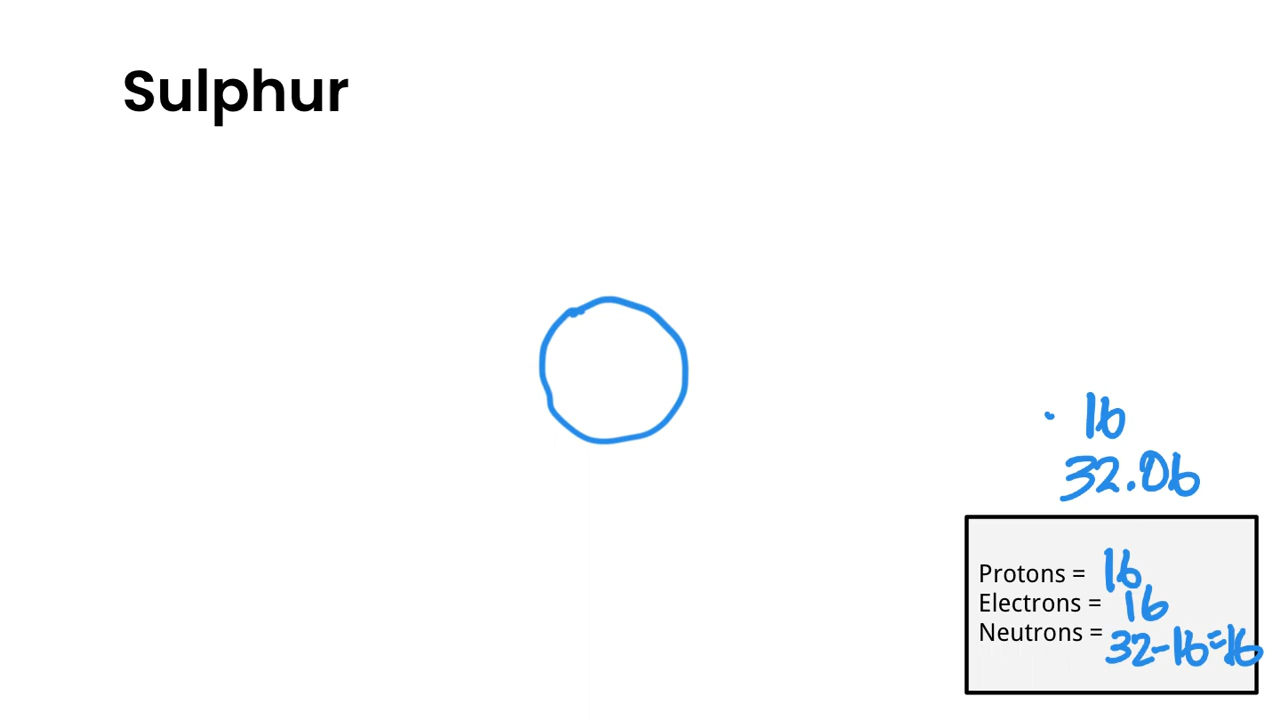 Sulphur
16
32.06
Protons = 16
Electrons = 16
Neutrons = 32-16=16